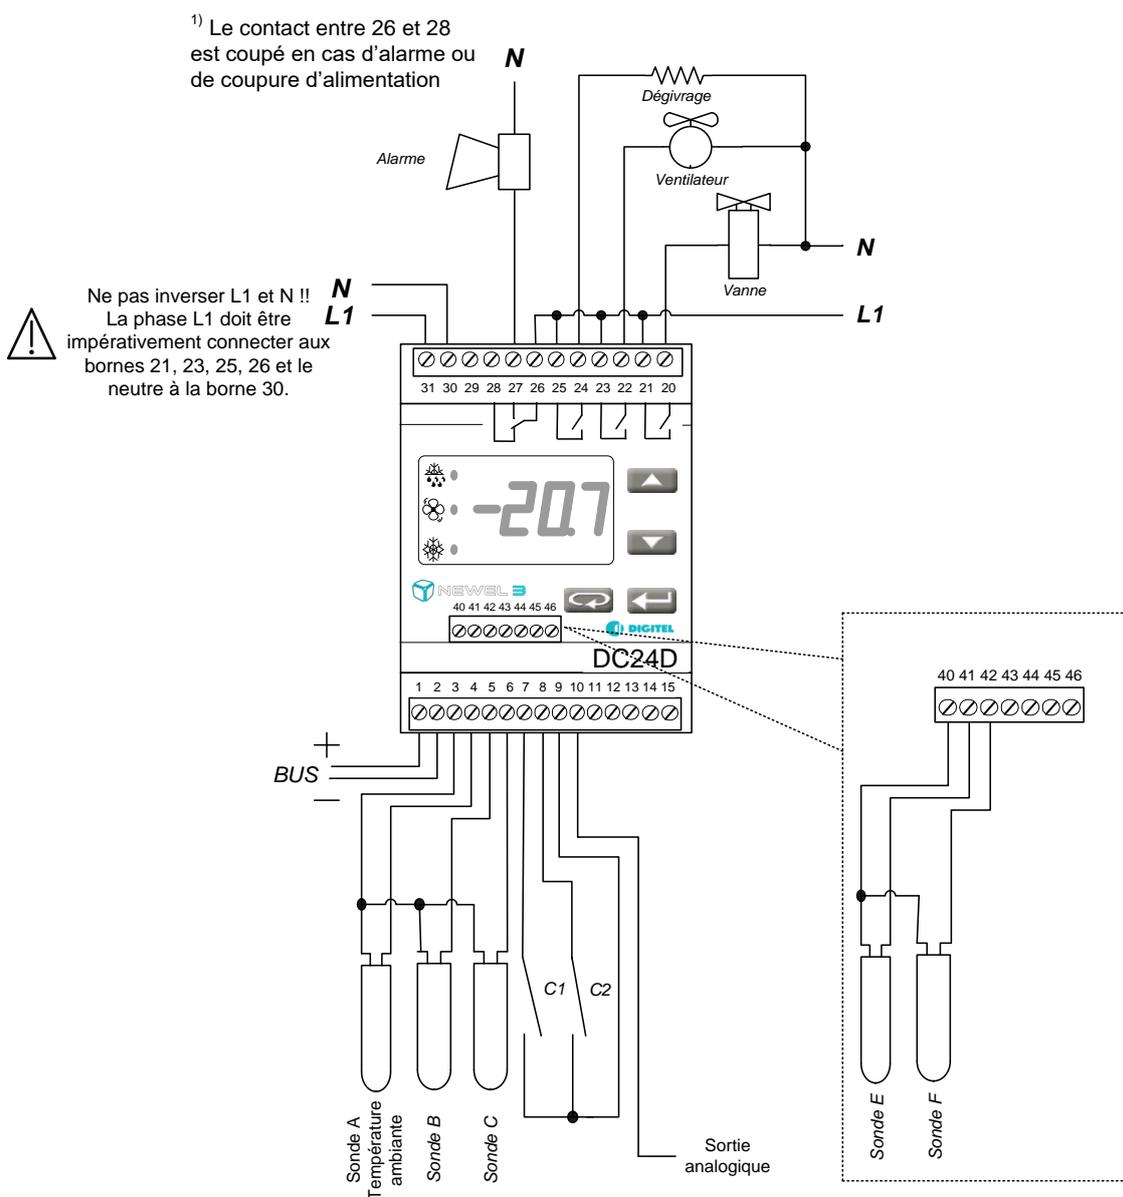 1) Le contact entre 26 et 28
est coupé en cas d'alarme ou
de coupure d'alimentation
N
Dégivrage
Alarme
Ventilateur
N
Vanne
Ne pas inverser L1 et N !!
La phase L1 doit être
impérativement connecter aux
bornes 21, 23, 25, 26 et le
neutre à la borne 30.
N
L1
L1
31 30 29 28 27 26 25 24 23 22 21 20
-20.7
NEWEL 3
40 41 42 43 44 45 46
DIGITEL
DC24D
1 2 3 4 5 6 7 8 9 10 11 12 13 14 15
+
BUS
—
40 41 42 43 44 45 46
C1
C2
Sonde A
Température
ambiante
Sonde B
Sonde C
Sortie
analogique
Sonde E
Sonde F